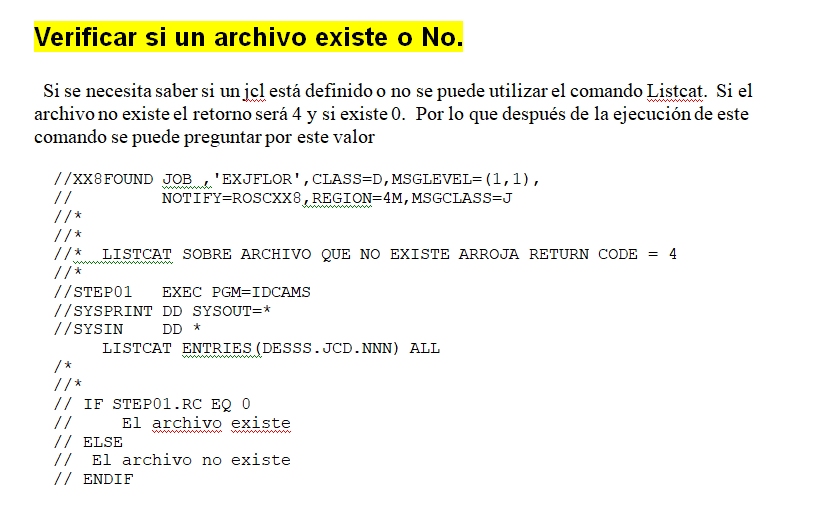 Verificar si un archivo existe o No.
Si se necesita saber si un jcl está definido o no se puede utilizar el comando Listcat. Si el
archivo no existe el retorno será 4 y si existe 0. Por lo que después de la ejecución de este
comando se puede preguntar por este valor
//XX8FOUND JOB ,'EXJFLOR',CLASS=D,MSGLEVEL=(1,1),
//         NOTIFY=ROSCXX8,REGION=4M,MSGCLASS=J
//*
//*
//*  LISTCAT SOBRE ARCHIVO QUE NO EXISTE ARROJA RETURN CODE = 4
//*
//STEP01   EXEC PGM=IDCAMS
//SYSPRINT DD SYSOUT=*
//SYSIN    DD *
     LISTCAT ENTRIES(DESSS.JCD.NNN) ALL
/*
//*
// IF STEP01.RC EQ 0
//     El archivo existe
// ELSE
//  El archivo no existe
// ENDIF